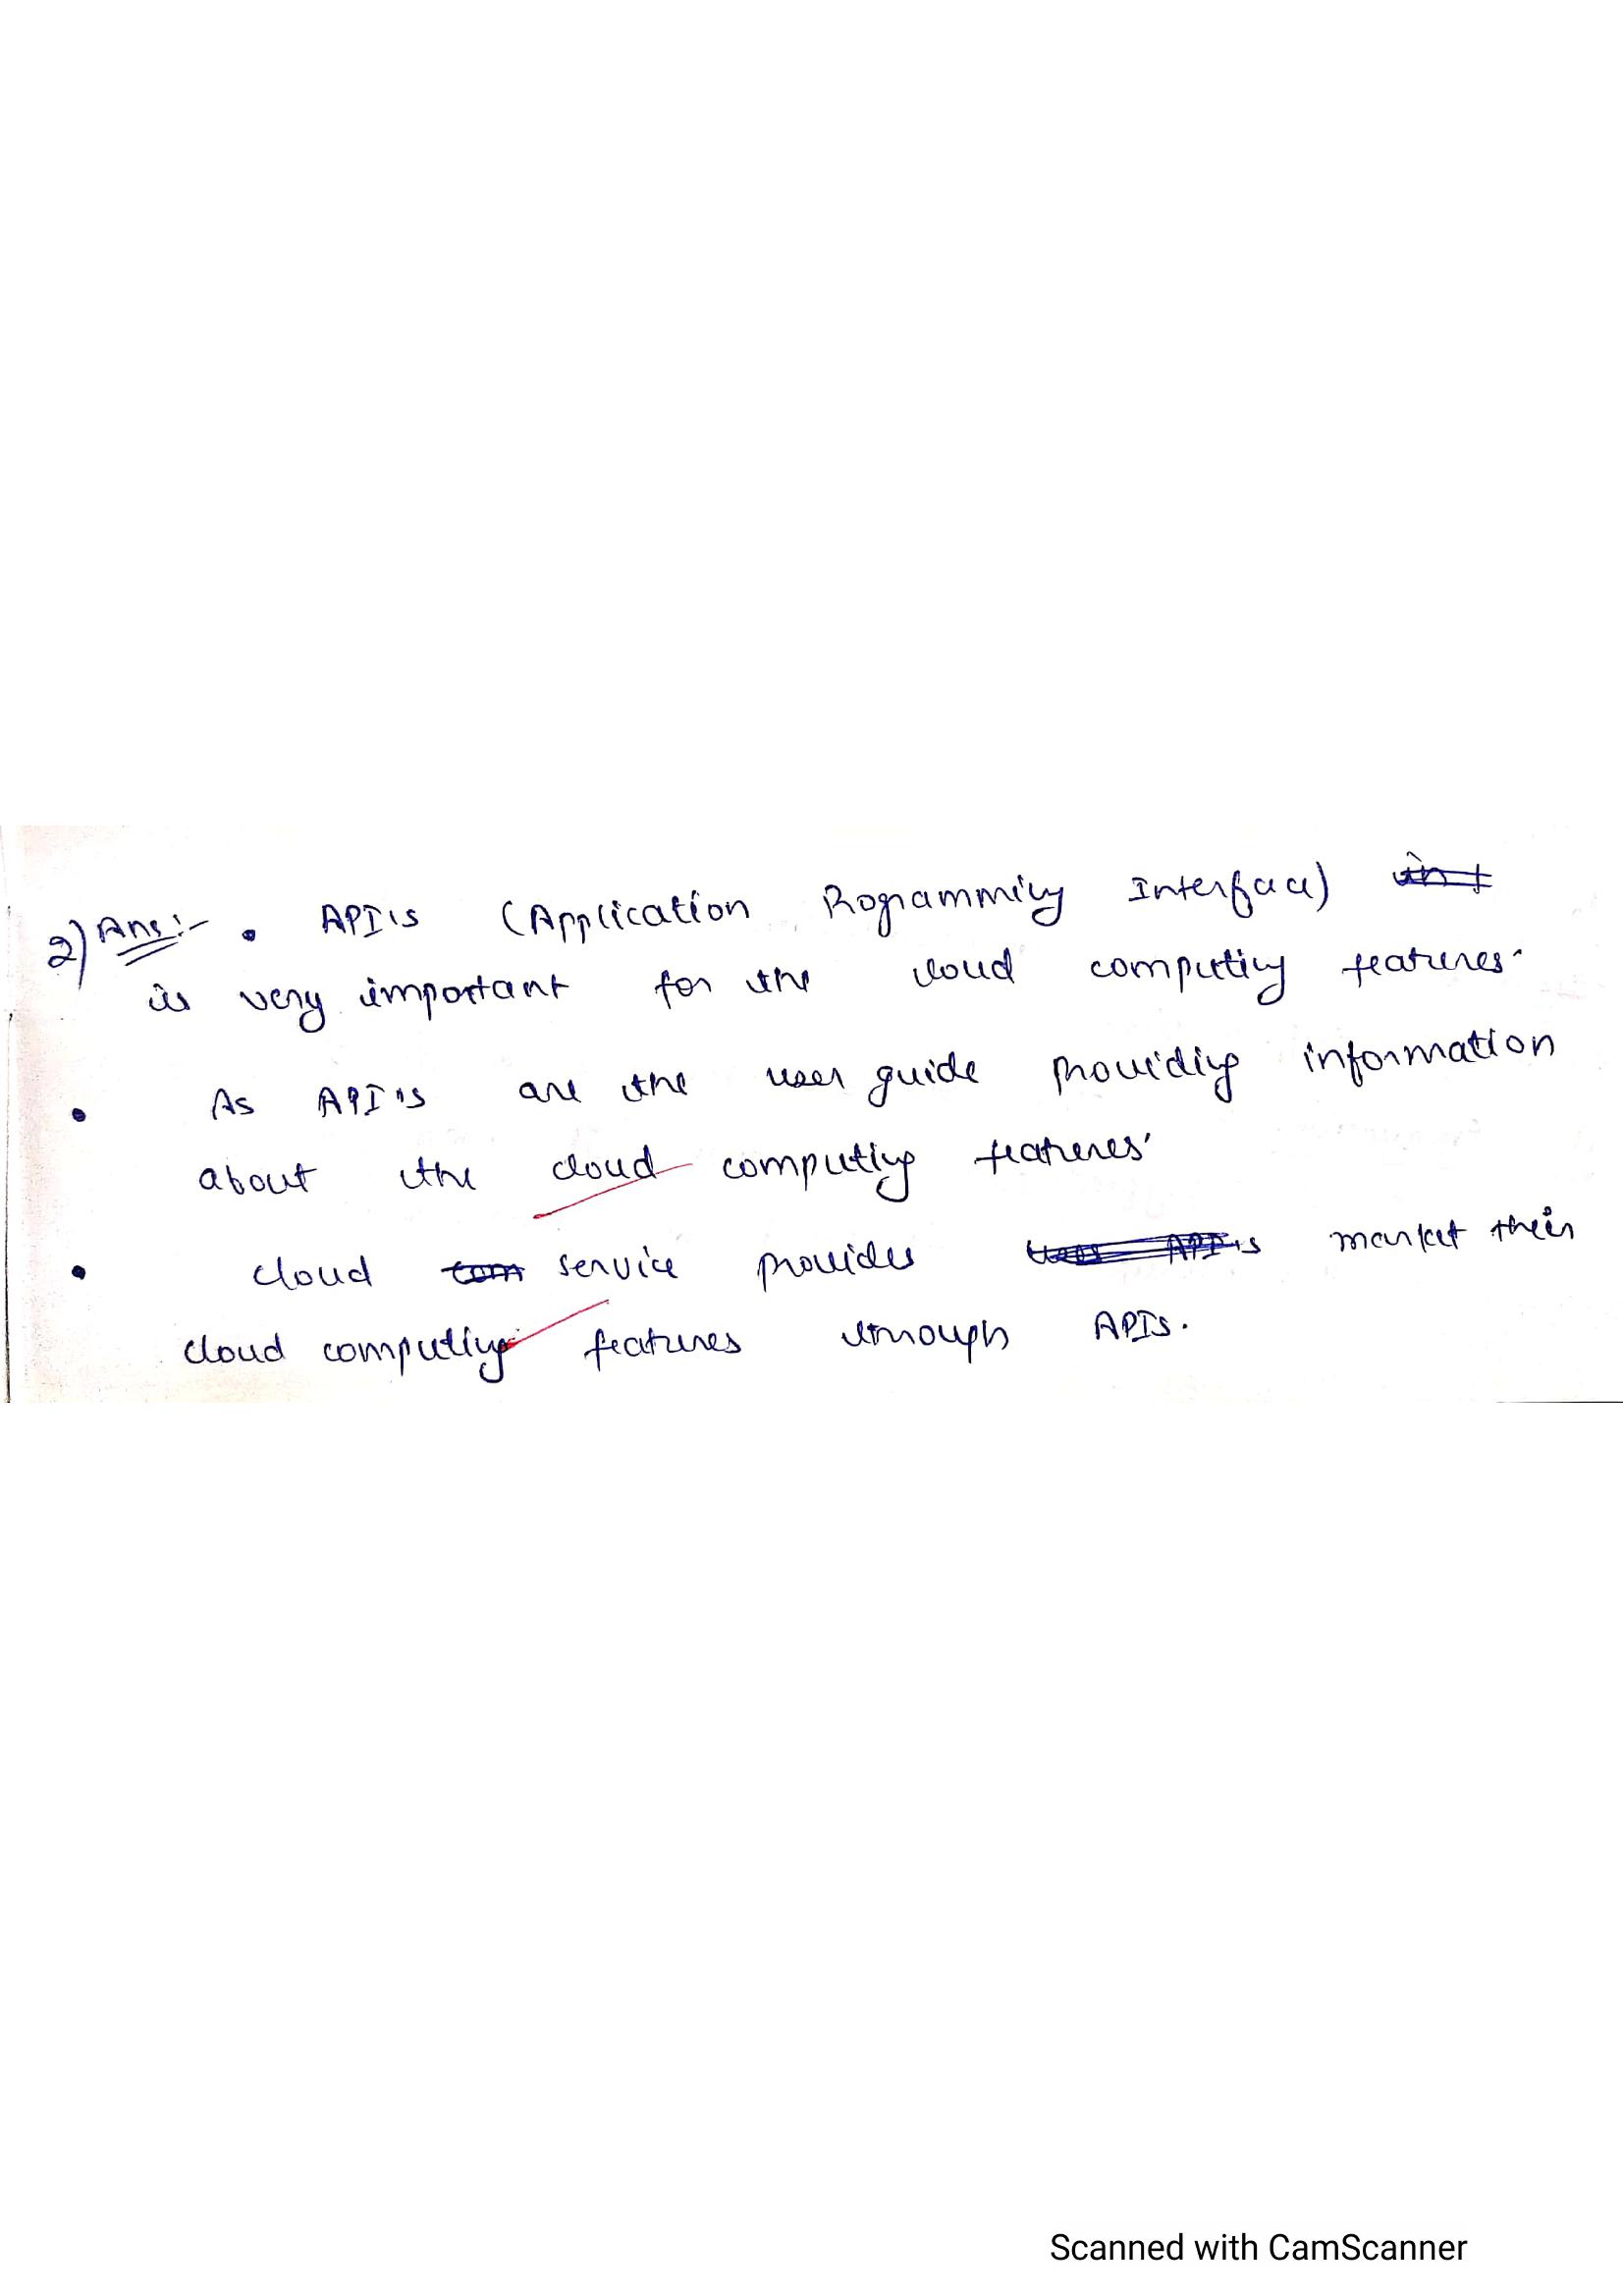 2) Ans:- • API's (Application Programming Interface)
is very important for the cloud computing features.
• As API's are the user guide providing information
about the cloud computing features.
• cloud service provides market their
cloud computing features through APIs.
Scanned with CamScanner